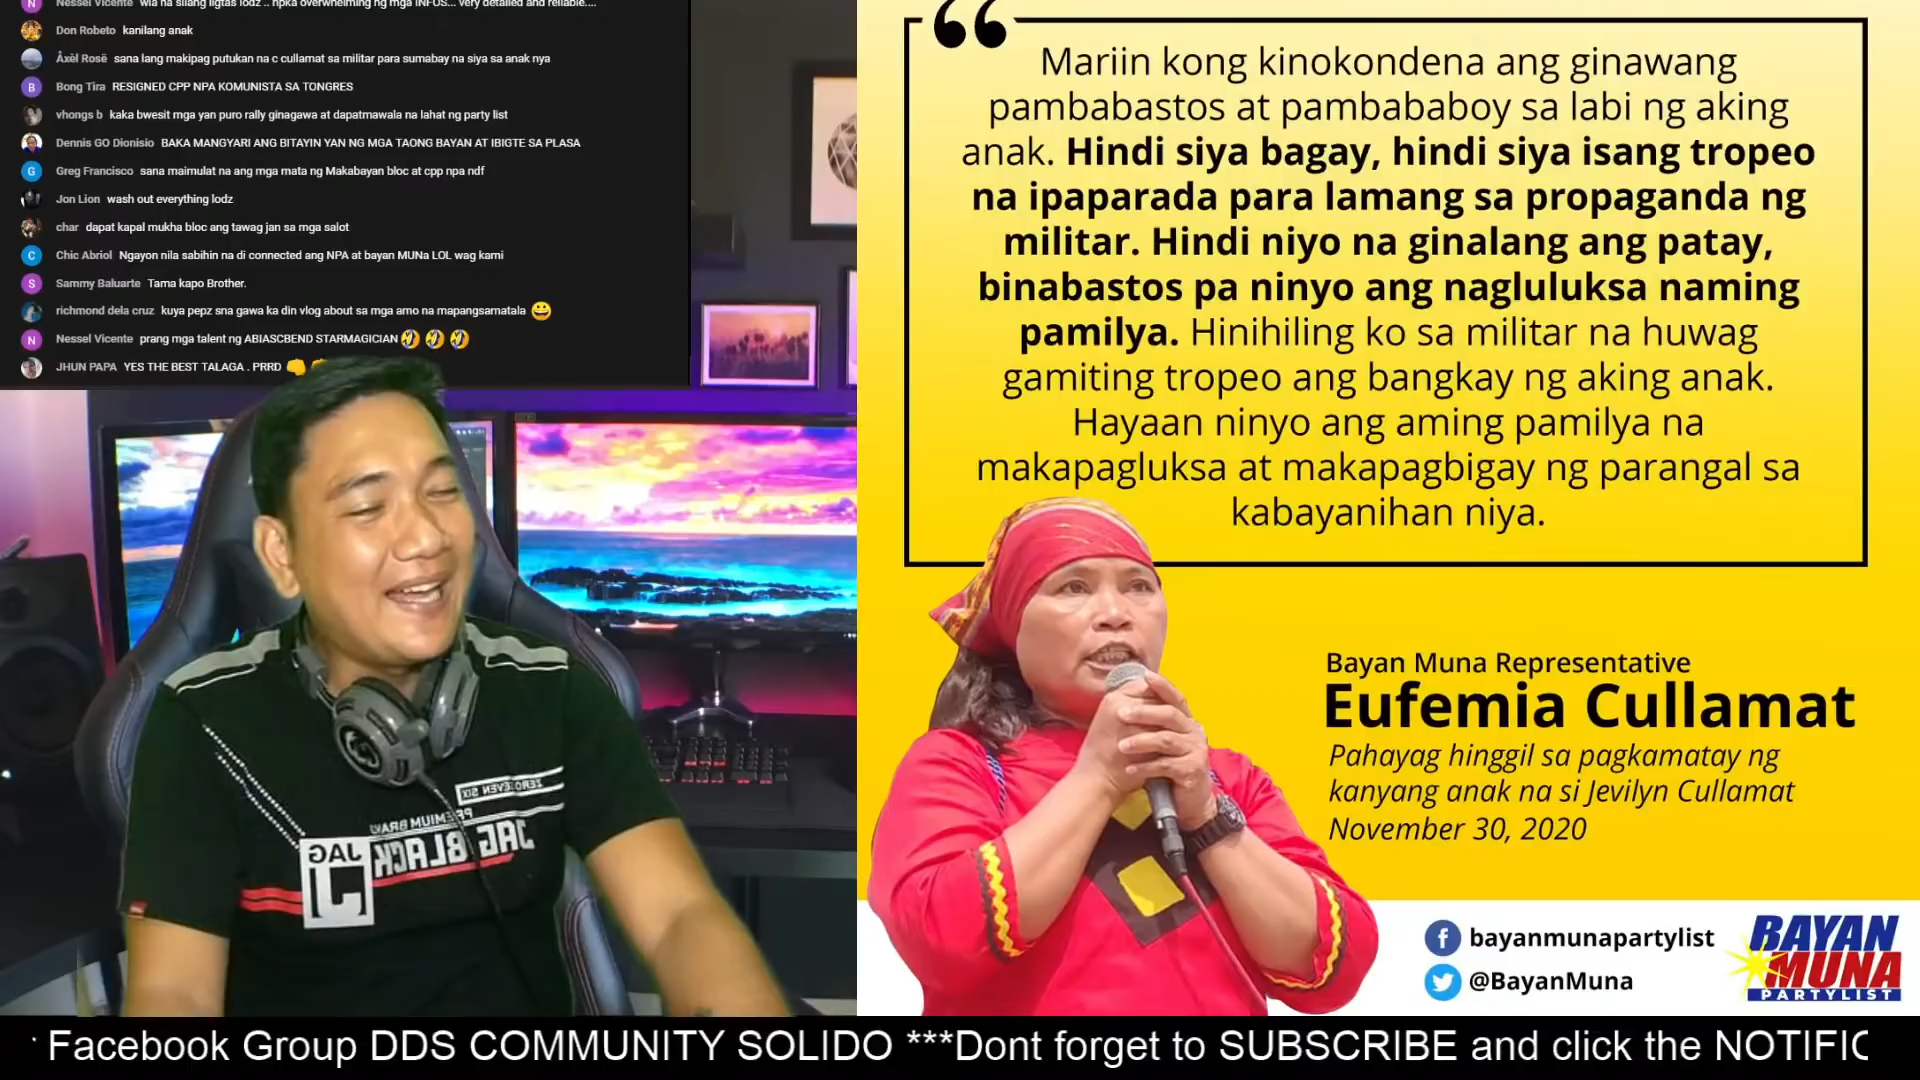 Nessel Vicente wla na silang ligtas lodz .. npka overwhelming ng mga INFOS... very detailed and reliable....
Don Robeto kanilang anak
Åxèl Rosë sana lang makipag putukan na c cullamat sa militar para sumabay na siya sa anak nya
B Bong Tira RESIGNED CPP NPA KOMUNISTA SA TONGRES
vhongs b kaka bwesit mga yan puro rally ginagawa at dapatmawala na lahat ng party list
Dennis GO Dionisio BAKA MANGYARI ANG BITAYIN YAN NG MGA TAONG BAYAN AT IBIGTE SA PLASA
G Greg Francisco sana maimulat na ang mga mata ng Makabayan bloc at cpp npa ndf
Jon Lion wash out everything lodz
char dapat kapal mukha bloc ang tawag jan sa mga salot
C Chic Abriol Ngayon nila sabihin na di connected ang NPA at bayan MUNa LOL wag kami
S Sammy Baluarte Tama kapo Brother.
richmond dela cruz kuya pepz sna gawa ka din vlog about sa mga amo na mapangsamatala 😀
N Nessel Vicente prang mga talent ng ABIASCBEND STARMAGICIAN 🤣 🤣 🤣
JHUN PAPA YES THE BEST TALAGA . PRRD
ZEROSEVEN SIX
PREMIUM BRAND
JAG BLACK
JAG
J
“
Mariin kong kinokondena ang ginawang
pambabastos at pambababoy sa labi ng aking
anak. Hindi siya bagay, hindi siya isang tropeo
na ipaparada para lamang sa propaganda ng
militar. Hindi niyo na ginalang ang patay,
binabastos pa ninyo ang nagluluksa naming
pamilya. Hinihiling ko sa militar na huwag
gamiting tropeo ang bangkay ng aking anak.
Hayaan ninyo ang aming pamilya na
makapagluksa at makapagbigay ng parangal sa
kabayanihan niya.
Bayan Muna Representative
Eufemia Cullamat
Pahayag hinggil sa pagkamatay ng
kanyang anak na si Jevilyn Cullamat
November 30, 2020
bayanmunapartylist
@BayanMuna
BAYAN
MUNA
PARTYLIST
Facebook Group DDS COMMUNITY SOLIDO ***Dont forget to SUBSCRIBE and click the NOTIFIC